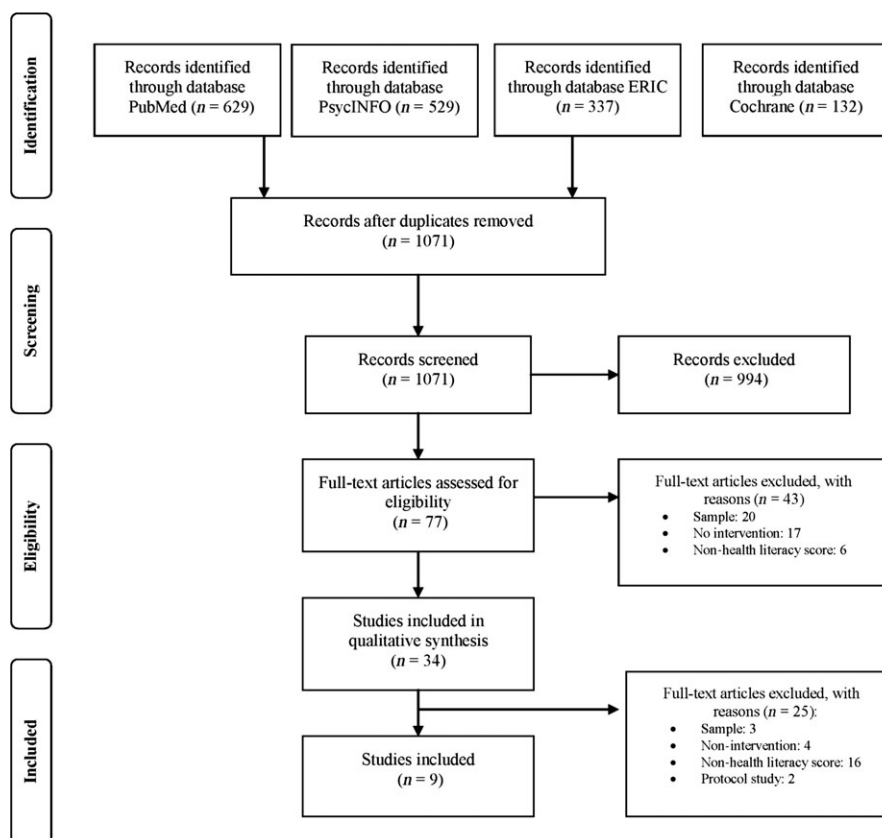 Identification
Records identified
through database
PubMed (n = 629)
Records identified
through database
PsycINFO (n = 529)
Records identified
through database ERIC
(n = 337)
Records identified
through database
Cochrane (n = 132)
Records after duplicates removed
(n = 1071)
Screening
Records screened
(n = 1071)
Records excluded
(n = 994)
Eligibility
Full-text articles assessed for
eligibility
(n = 77)
Full-text articles excluded, with
reasons (n = 43)
• Sample: 20
• No intervention: 17
• Non-health literacy score: 6
Studies included in
qualitative synthesis
(n = 34)
Included
Full-text articles excluded, with
reasons (n = 25):
• Sample: 3
• Non-intervention: 4
• Non-health literacy score: 16
• Protocol study: 2
Studies included
(n = 9)